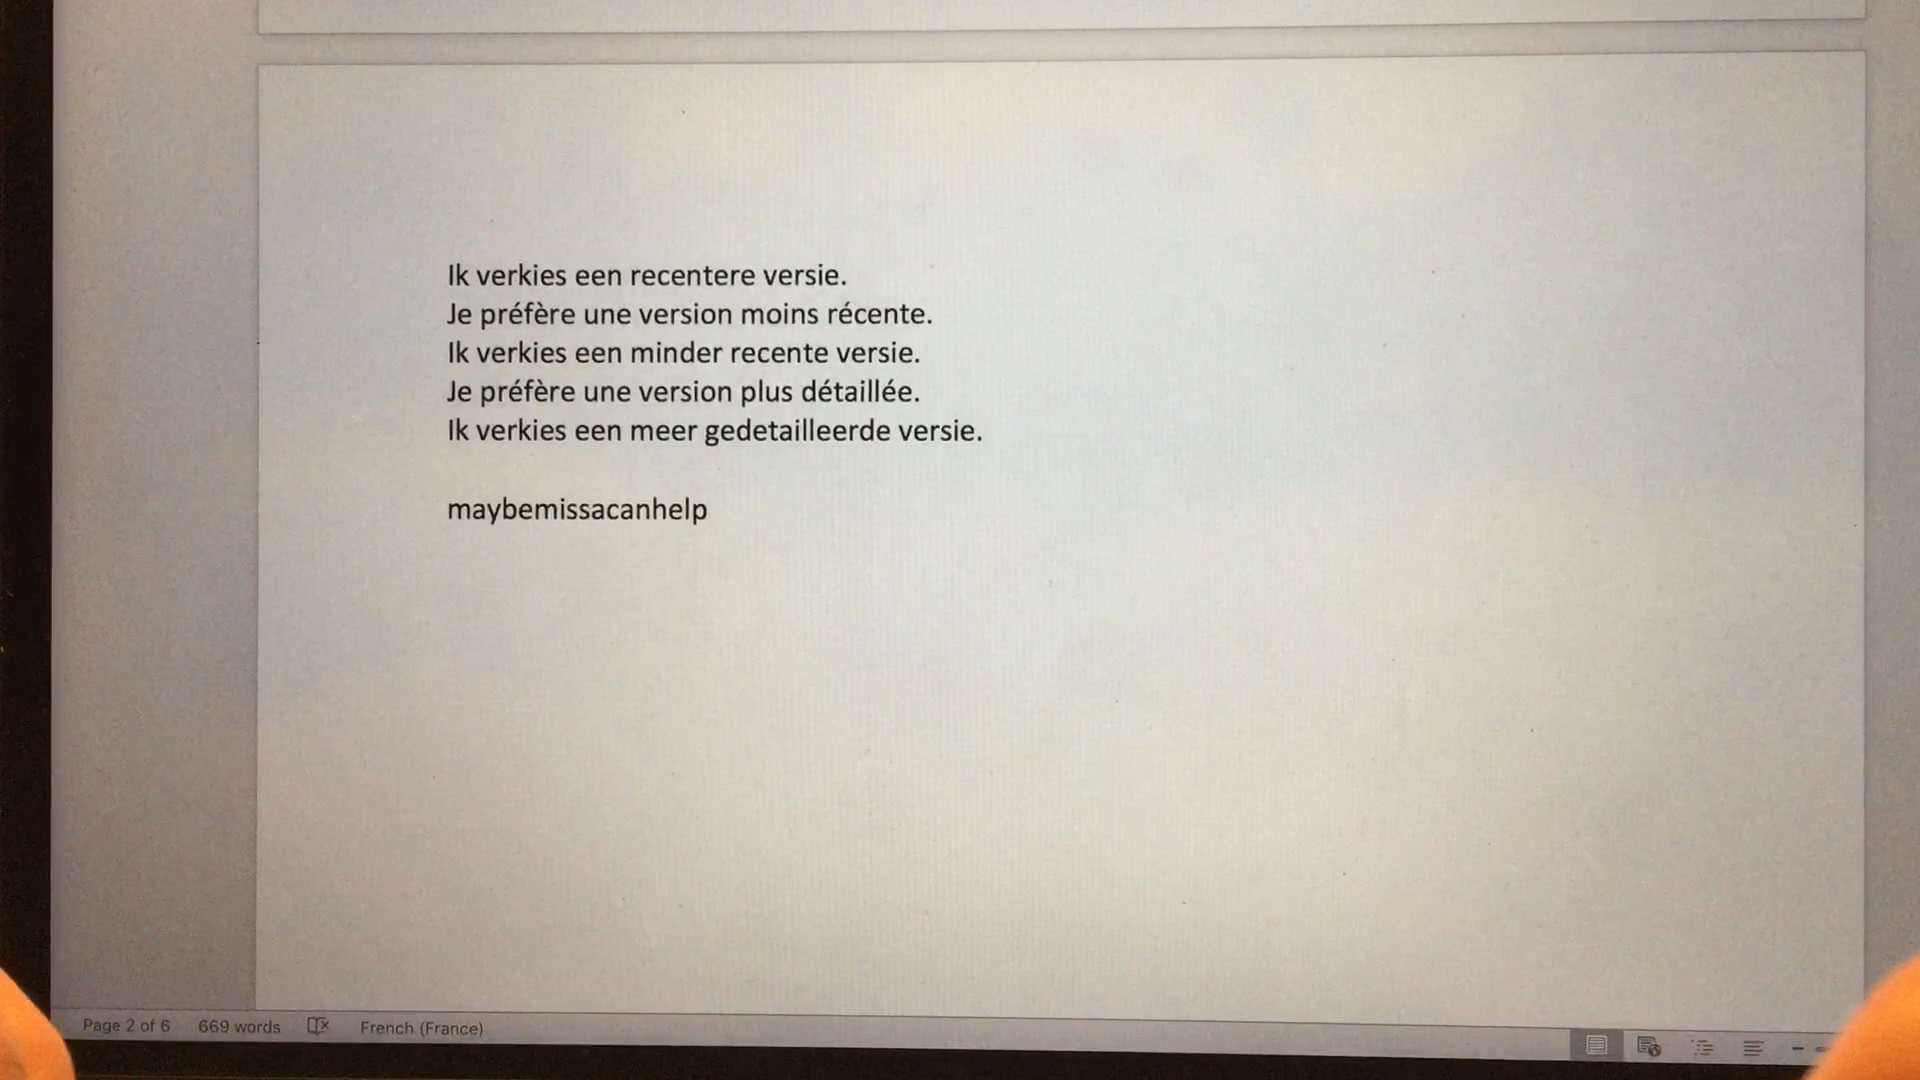 Ik verkies een recentere versie.
Je préfère une version moins récente.
Ik verkies een minder recente versie.
Je préfère une version plus détaillée.
Ik verkies een meer gedetailleerde versie.
maybemissacanhelp
Page 2 of 6 669 words French (France)